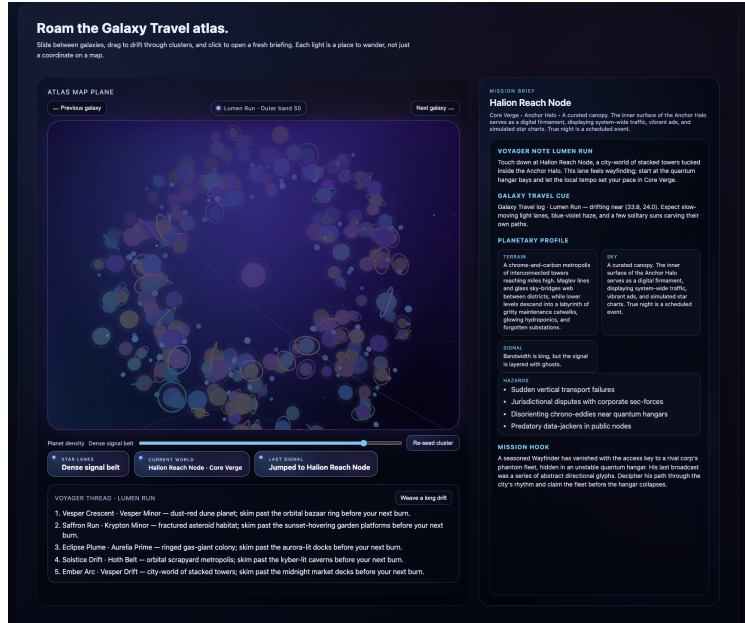 Roam the Galaxy Travel atlas.
Slide between galaxies, drag to drift through clusters, and click to open a fresh briefing. Each light is a place to wander, not just
a coordinate on a map.
ATLAS MAP PLANE
— Previous galaxy
Lumen Run · Outer band 50
Next galaxy —
Planet density Dense signal belt
Re-seed cluster
STAR LANES
Dense signal belt
CURRENT WORLD
Halion Reach Node · Core Verge
LAST SIGNAL
Jumped to Halion Reach Node
VOYAGER THREAD · LUMEN RUN
Weave a long drift
1. Vesper Crescent · Vesper Minor — dust-red dune planet; skim past the orbital bazaar ring before your next burn.
2. Saffron Run · Krypton Minor — fractured asteroid habitat; skim past the sunset-hovering garden platforms before your next
burn.
3. Eclipse Plume · Aurelia Prime — ringed gas-giant colony; skim past the aurora-lit docks before your next burn.
4. Solstice Drift · Hoth Belt — orbital scrapyard metropolis; skim past the kyber-lit caverns before your next burn.
5. Ember Arc · Vesper Drift — city-world of stacked towers; skim past the midnight market decks before your next burn.
MISSION BRIEF
Halion Reach Node
Core Verge • Anchor Halo • A curated canopy. The inner surface of the Anchor Halo
serves as a digital firmament, displaying system-wide traffic, vibrant ads, and
simulated star charts. True night is a scheduled event.
VOYAGER NOTE LUMEN RUN
Touch down at Halion Reach Node, a city-world of stacked towers tucked
inside the Anchor Halo. This lane feels wayfinding; start at the quantum
hangar bays and let the local tempo set your pace in Core Verge.
GALAXY TRAVEL CUE
Galaxy Travel log · Lumen Run — drifting near (33.8, 24.0). Expect slow-
moving light lanes, blue-violet haze, and a few solitary suns carving their
own paths.
PLANETARY PROFILE
TERRAIN
A chrome-and-carbon metropolis
of interconnected towers
reaching miles high. Maglev lines
and glass sky-bridges web
between districts, while lower
levels descend into a labyrinth of
gritty maintenance catwalks,
glowing hydroponics, and
forgotten substations.
SKY
A curated canopy. The inner
surface of the Anchor Halo
serves as a digital firmament,
displaying system-wide traffic,
vibrant ads, and simulated star
charts. True night is a scheduled
event.
SIGNAL
Bandwidth is king, but the signal
is layered with ghosts.
HAZARDS
• Sudden vertical transport failures
• Jurisdictional disputes with corporate sec-forces
• Disorienting chrono-eddies near quantum hangars
• Predatory data-jackers in public nodes
MISSION HOOK
A seasoned Wayfinder has vanished with the access key to a rival corp's
phantom fleet, hidden in an unstable quantum hangar. His last broadcast
was a series of abstract directional glyphs. Decipher his path through the
city's rhythm and claim the fleet before the hangar collapses.